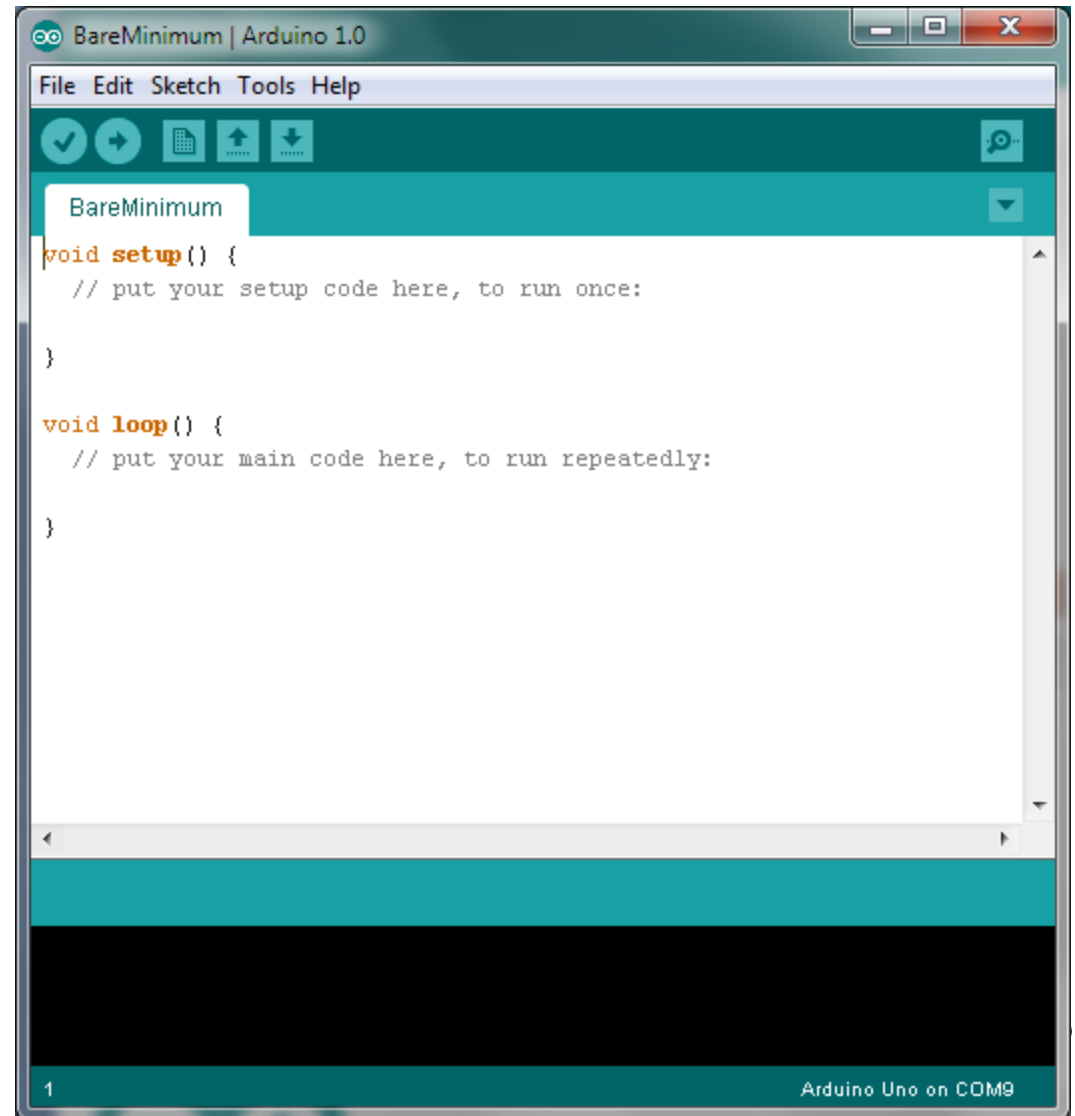 BareMinimum | Arduino 1.0
File Edit Sketch Tools Help
BareMinimum
void setup() {
  // put your setup code here, to run once:
}
void loop() {
  // put your main code here, to run repeatedly:
}
1 Arduino Uno on COM9